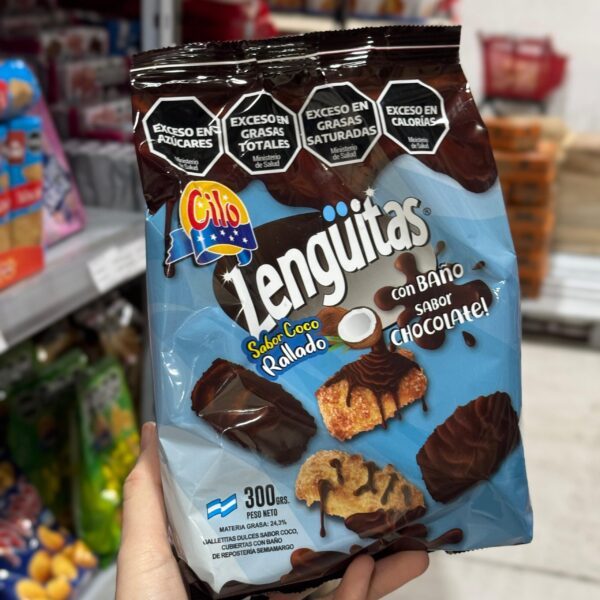 EXCESO EN
AZÚCARES
Ministerio
de Salud
EXCESO EN
GRASAS
TOTALES
Ministerio
de Salud
EXCESO EN
GRASAS
SATURADAS
Ministerio
de Salud
EXCESO EN
CALORÍAS
Ministerio
de Salud
Cilo
Lengüitas®
Sabor Coco
Rallado
con BAÑO
SABOR
CHOCOLAtE!
300 GRS.
PESO NETO
MATERIA GRASA: 24,3%
GALLETITAS DULCES SABOR COCO,
CUBIERTAS CON BAÑO
DE REPOSTERIA SEMIAMARGO